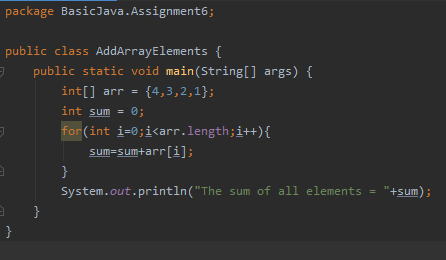 package BasicJava.Assignment6;
public class AddArrayElements {
public static void main(String[] args) {
int[] arr = {4,3,2,1};
int sum = 0;
for(int i=0;i<arr.length;i++){
sum=sum+arr[i];
}
System.out.println("The sum of all elements = "+sum);
}
}